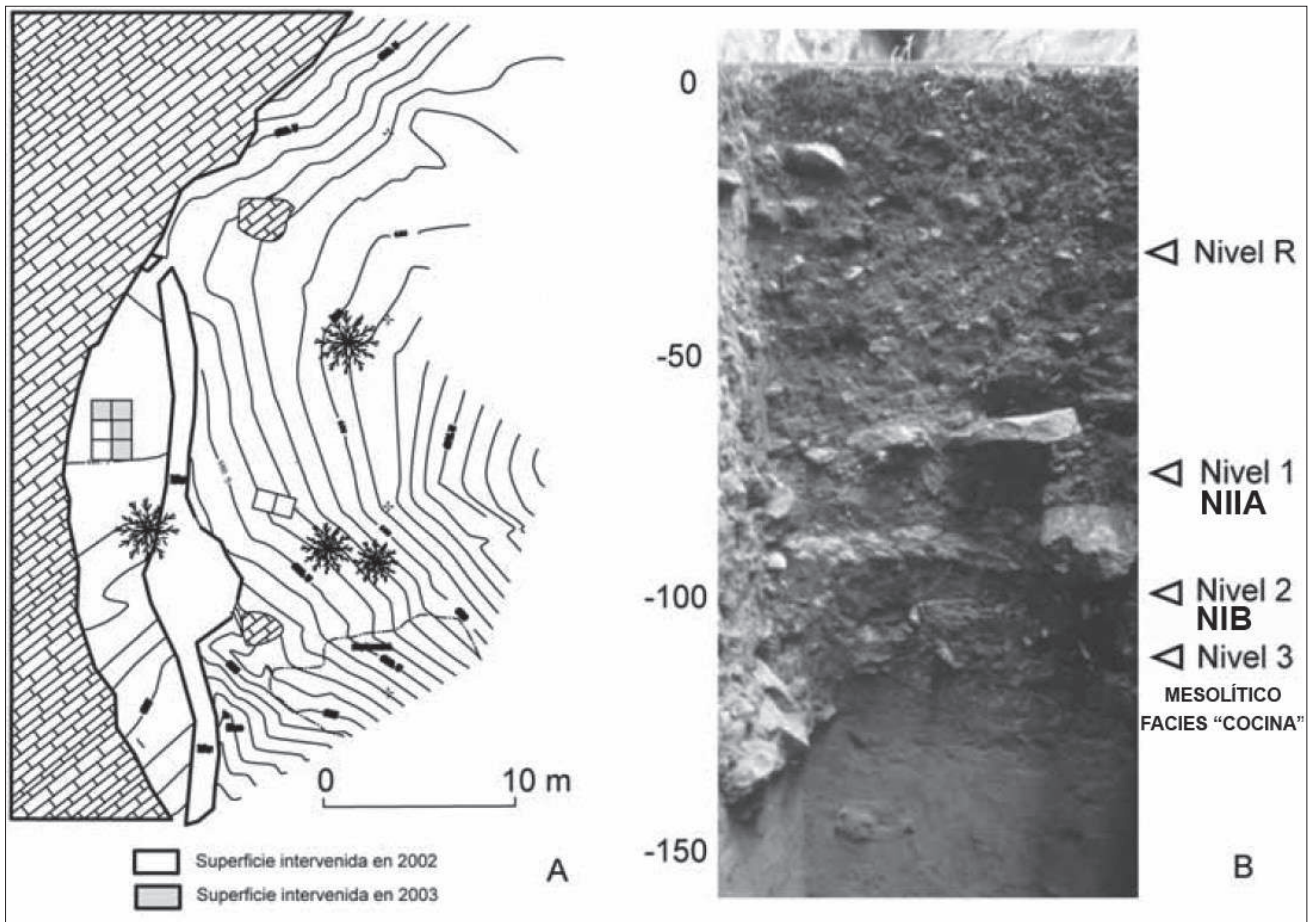 0 10 m
Superficie intervenida en 2002
Superficie intervenida en 2003
A
0
-50
-100
-150
Nivel R
Nivel 1
NIIA
Nivel 2
NIB
Nivel 3
MESOLÍTICO
FACIES “COCINA”
B